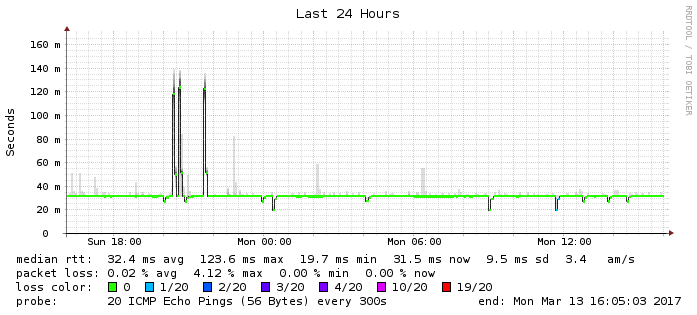 Last 24 Hours
RRDTOOL / TOBI OETIKER
Seconds
160 m
140 m
120 m
100 m
80 m
60 m
40 m
20 m
0
Sun 18:00 Mon 00:00 Mon 06:00 Mon 12:00
median rtt: 32.4 ms avg 123.6 ms max 19.7 ms min 31.5 ms now 9.5 ms sd 3.4 am/s
packet loss: 0.02 % avg 4.12 % max 0.00 % min 0.00 % now
loss color: 0 1/20 2/20 3/20 4/20 10/20 19/20
probe: 20 ICMP Echo Pings (56 Bytes) every 300s end: Mon Mar 13 16:05:03 2017